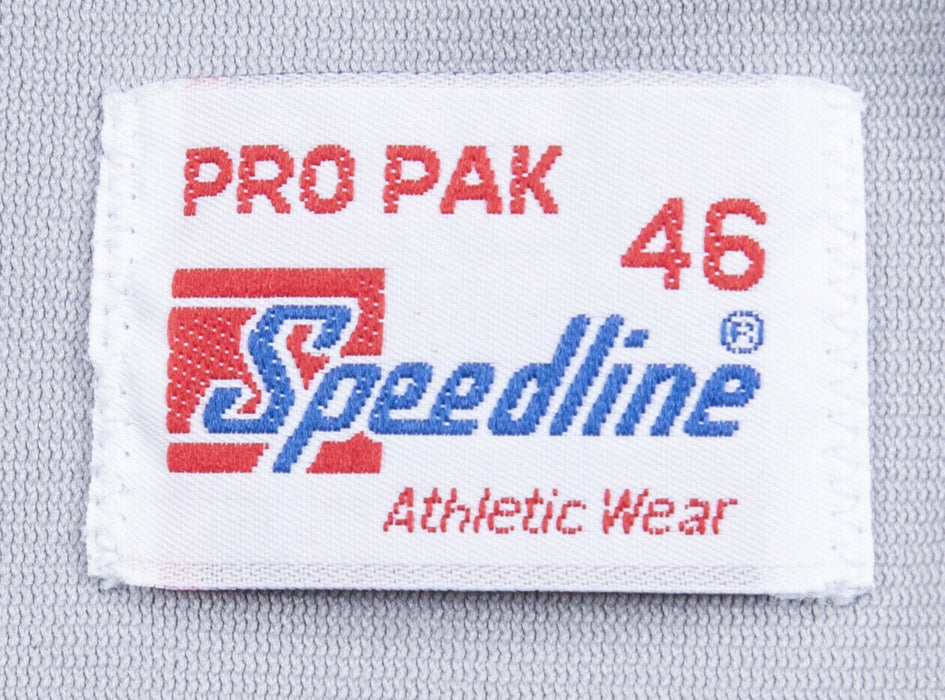 PRO PAK
46
Speedline®
Athletic Wear